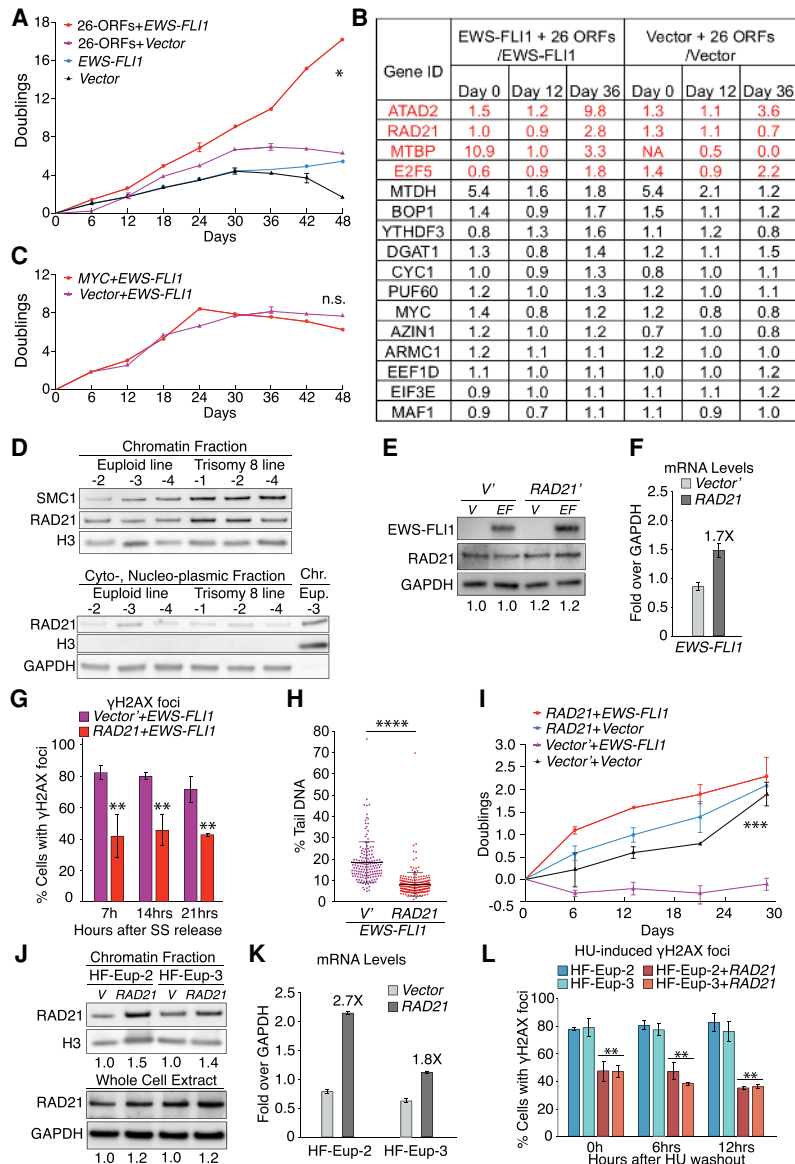 A
Doublings
20
16
12
8
4
0
26-ORFs+EWS-FLI1
26-ORFs+Vector
EWS-FLI1
Vector
*
0 6 12 18 24 30 36 42 48
Days
B
Gene ID
EWS-FLI1 + 26 ORFs /EWS-FLI1
Vector + 26 ORFs /Vector
Day 0 Day 12 Day 36 Day 0 Day 12 Day 36
ATAD2 1.5 1.2 9.8 1.3 1.1 3.6
RAD21 1.0 0.9 2.8 1.3 1.1 0.7
MTBP 10.9 1.0 3.3 NA 0.5 0.0
E2F5 0.6 0.9 1.8 1.4 0.9 2.2
MTDH 5.4 1.6 1.8 5.4 2.1 1.2
BOP1 1.4 0.9 1.7 1.5 1.1 1.2
YTHDF3 0.8 1.3 1.6 1.1 1.2 0.8
DGAT1 1.3 0.8 1.4 1.2 1.1 1.5
CYC1 1.0 0.9 1.3 0.8 1.0 1.1
PUF60 1.2 1.0 1.3 1.2 1.0 1.1
MYC 1.4 0.8 1.2 1.2 0.8 0.8
AZIN1 1.2 1.0 1.2 0.7 1.0 0.8
ARMC1 1.2 1.1 1.1 1.2 1.0 1.0
EEF1D 1.1 1.0 1.1 1.0 1.0 1.2
EIF3E 0.9 1.0 1.1 1.1 1.1 1.2
MAF1 0.9 0.7 1.1 1.1 0.9 1.0
C
Doublings
12
8
4
0
MYC+EWS-FLI1
Vector+EWS-FLI1
n.s.
0 6 12 18 24 30 36 42 48
Days
D
Chromatin Fraction
Euploid line Trisomy 8 line
-2 -3 -4 -1 -2 -4
SMC1
RAD21
H3
Cyto-, Nucleo-plasmic Fraction Chr.
Euploid line Trisomy 8 line Eup.
-2 -3 -4 -1 -2 -4 -3
RAD21
H3
GAPDH
E
V' RAD21'
V EF V EF
EWS-FLI1
RAD21
GAPDH
1.0 1.0 1.2 1.2
F
mRNA Levels
Vector'
RAD21
Fold over GAPDH
2.5
2.0
1.5
1.0
0.5
0
1.7X
EWS-FLI1
G
γH2AX foci
Vector'+EWS-FLI1
RAD21+EWS-FLI1
% Cells with γH2AX foci
100
80
60
40
20
0
** ** **
7h 14hrs 21hrs
Hours after SS release
H
% Tail DNA
80
70
60
50
40
30
20
10
0
****
V' RAD21
EWS-FLI1
I
RAD21+EWS-FLI1
RAD21+Vector
Vector'+EWS-FLI1
Vector'+Vector
Doublings
3.0
2.5
2.0
1.5
1.0
0.5
0.0
-0.5
***
0 6 12 18 24 30
Days
J
Chromatin Fraction
HF-Eup-2 HF-Eup-3
V RAD21 V RAD21
RAD21
H3
1.0 1.5 1.0 1.4
Whole Cell Extract
RAD21
GAPDH
1.0 1.2 1.0 1.2
K
mRNA Levels
Vector
RAD21
Fold over GAPDH
2.5
2.0
1.5
1.0
0.5
0
2.7X
1.8X
HF-Eup-2 HF-Eup-3
L
HU-induced γH2AX foci
HF-Eup-2 HF-Eup-2+RAD21
HF-Eup-3 HF-Eup-3+RAD21
% Cells with γH2AX foci
100
80
60
40
20
0
** ** **
0h 6hrs 12hrs
Hours after HU washout